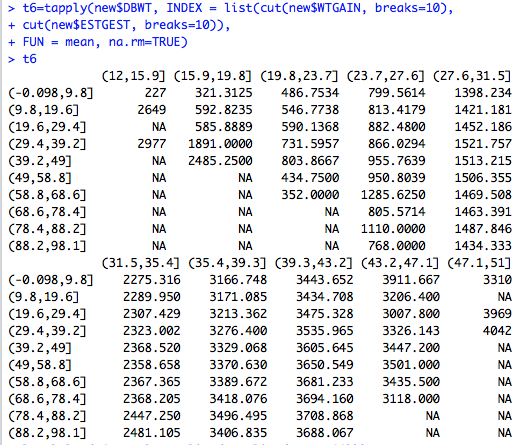 > t6=tapply(new$DBWT, INDEX = list(cut(new$WTGAIN, breaks=10),
+ cut(new$ESTGEST, breaks=10)),
+ FUN = mean, na.rm=TRUE)
> t6
(12,15.9] (15.9,19.8] (19.8,23.7] (23.7,27.6] (27.6,31.5]
(-0.098,9.8] 227 321.3125 486.7534 799.5614 1398.234
(9.8,19.6] 2649 592.8235 546.7738 813.4179 1421.181
(19.6,29.4] NA 585.8889 590.1368 882.4800 1452.186
(29.4,39.2] 2977 1891.0000 731.5957 866.0294 1521.757
(39.2,49] NA 2485.2500 803.8667 955.7639 1513.215
(49,58.8] NA NA 434.7500 950.8039 1506.355
(58.8,68.6] NA NA 352.0000 1285.6250 1469.508
(68.6,78.4] NA NA NA 805.5714 1463.391
(78.4,88.2] NA NA NA 1110.0000 1487.846
(88.2,98.1] NA NA NA 768.0000 1434.333
(31.5,35.4] (35.4,39.3] (39.3,43.2] (43.2,47.1] (47.1,51]
(-0.098,9.8] 2275.316 3166.748 3443.652 3911.667 3310
(9.8,19.6] 2289.950 3171.085 3434.708 3206.400 NA
(19.6,29.4] 2307.429 3213.362 3475.328 3007.800 3969
(29.4,39.2] 2323.002 3276.400 3535.965 3326.143 4042
(39.2,49] 2368.520 3329.068 3605.645 3447.200 NA
(49,58.8] 2358.658 3370.630 3650.549 3501.000 NA
(58.8,68.6] 2367.365 3389.672 3681.233 3435.500 NA
(68.6,78.4] 2368.205 3418.076 3694.160 3118.000 NA
(78.4,88.2] 2447.250 3496.495 3708.868 NA NA
(88.2,98.1] 2481.105 3406.835 3688.067 NA NA